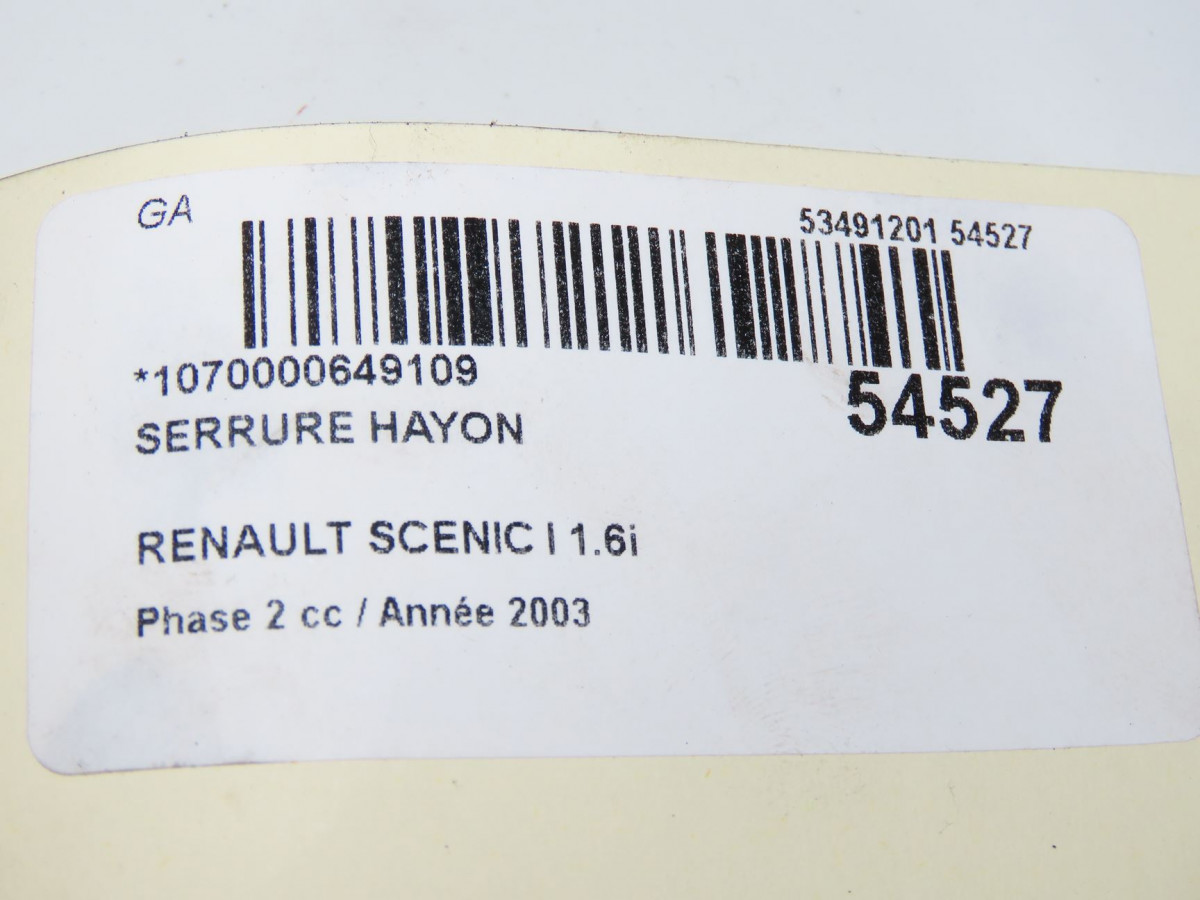 GA
53491201 54527
*1070000649109
54527
SERRURE HAYON
RENAULT SCENIC I 1.6i
Phase 2 cc / Année 2003